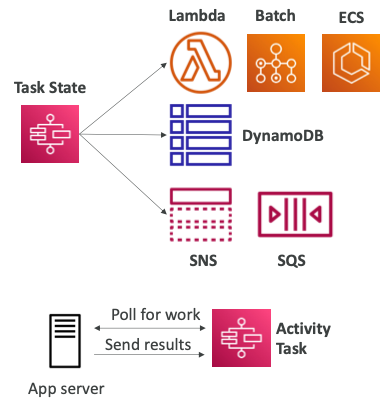 Lambda
Batch
ECS
Task State
DynamoDB
SNS
SQS
Poll for work
Send results
Activity
Task
App server